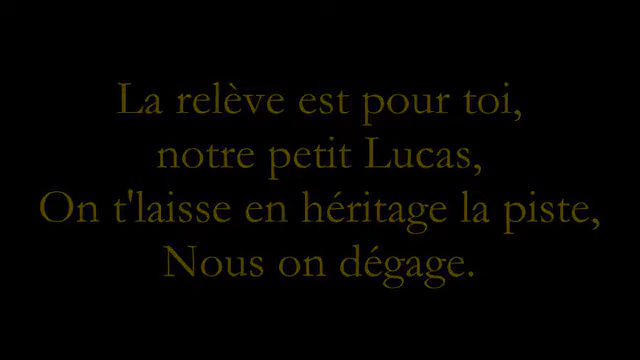 La relève est pour toi,
notre petit Lucas,
On t'laisse en héritage la piste,
Nous on dégage.